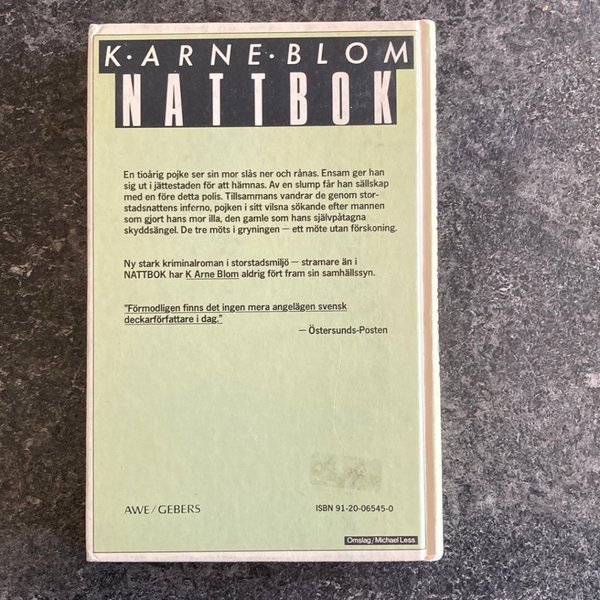 K·ARNE·BLOM
NATTBOK
En tioårig pojke ser sin mor slås ner och rånas. Ensam ger han
sig ut i jättestaden för att hämnas. Av en slump får han sällskap
med en före detta polis. Tillsammans vandrar de genom stor-
stadsnattens inferno, pojken i sitt vilsna sökande efter mannen
som gjort hans mor illa, den gamle som hans självpåtagna
skyddsängel. De tre möts i gryningen — ett möte utan förskoning.
Ny stark kriminalroman i storstadsmiljö — stramare än i
NATTBOK har K Arne Blom aldrig fört fram sin samhällssyn.
"Förmodligen finns det ingen mera angelägen svensk
deckarförfattare i dag."
— Östersunds-Posten
AWE/GEBERS
ISBN 91-20-06545-0
Omslag/Michael Less